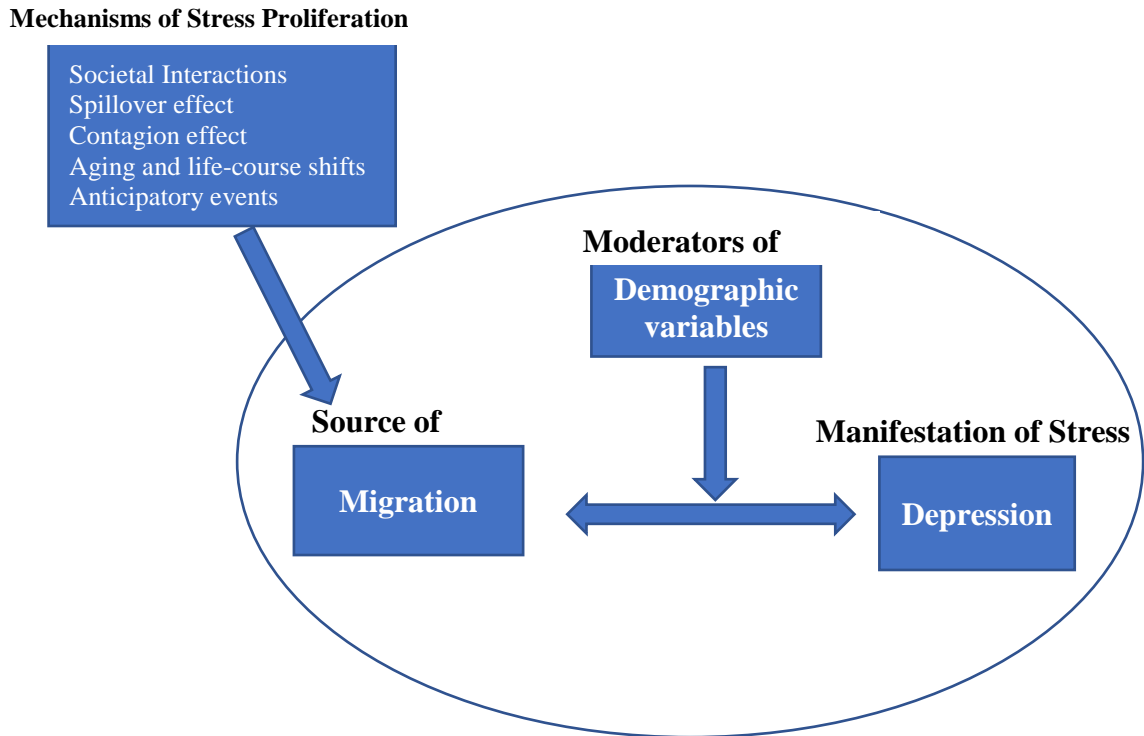 Mechanisms of Stress Proliferation
Societal Interactions
Spillover effect
Contagion effect
Aging and life-course shifts
Anticipatory events
Moderators of
Demographic
variables
Source of
Migration
Manifestation of Stress
Depression